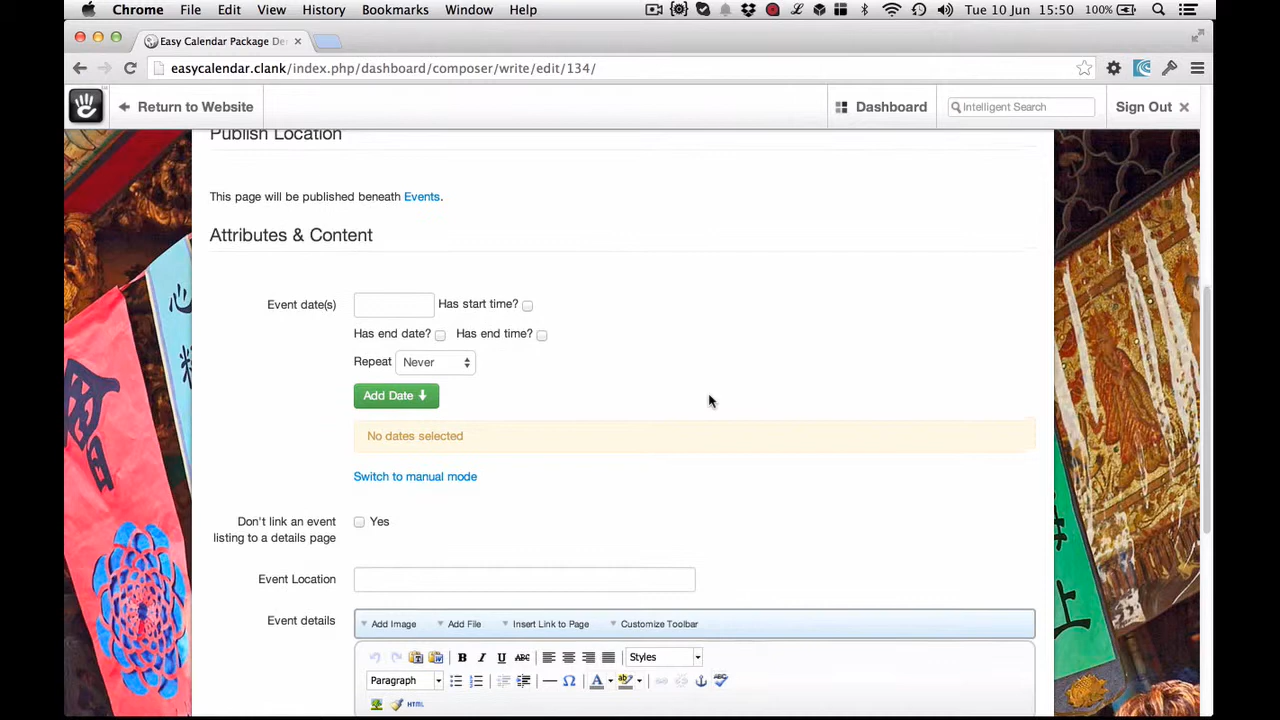 Chrome File Edit View History Bookmarks Window Help Tue 10 Jun 15:50 100%
Easy Calendar Package De
easycalendar.clank/index.php/dashboard/composer/write/edit/134/
Return to Website Dashboard Intelligent Search Sign Out
Publish Location
This page will be published beneath Events.
Attributes & Content
Event date(s) Has start time?
Has end date? Has end time?
Repeat Never
Add Date
No dates selected
Switch to manual mode
Don't link an event listing to a details page Yes
Event Location
Event details Add Image Add File Insert Link to Page Customize Toolbar
B I U ABC Styles
Paragraph Ω A ab
HTML
心
上